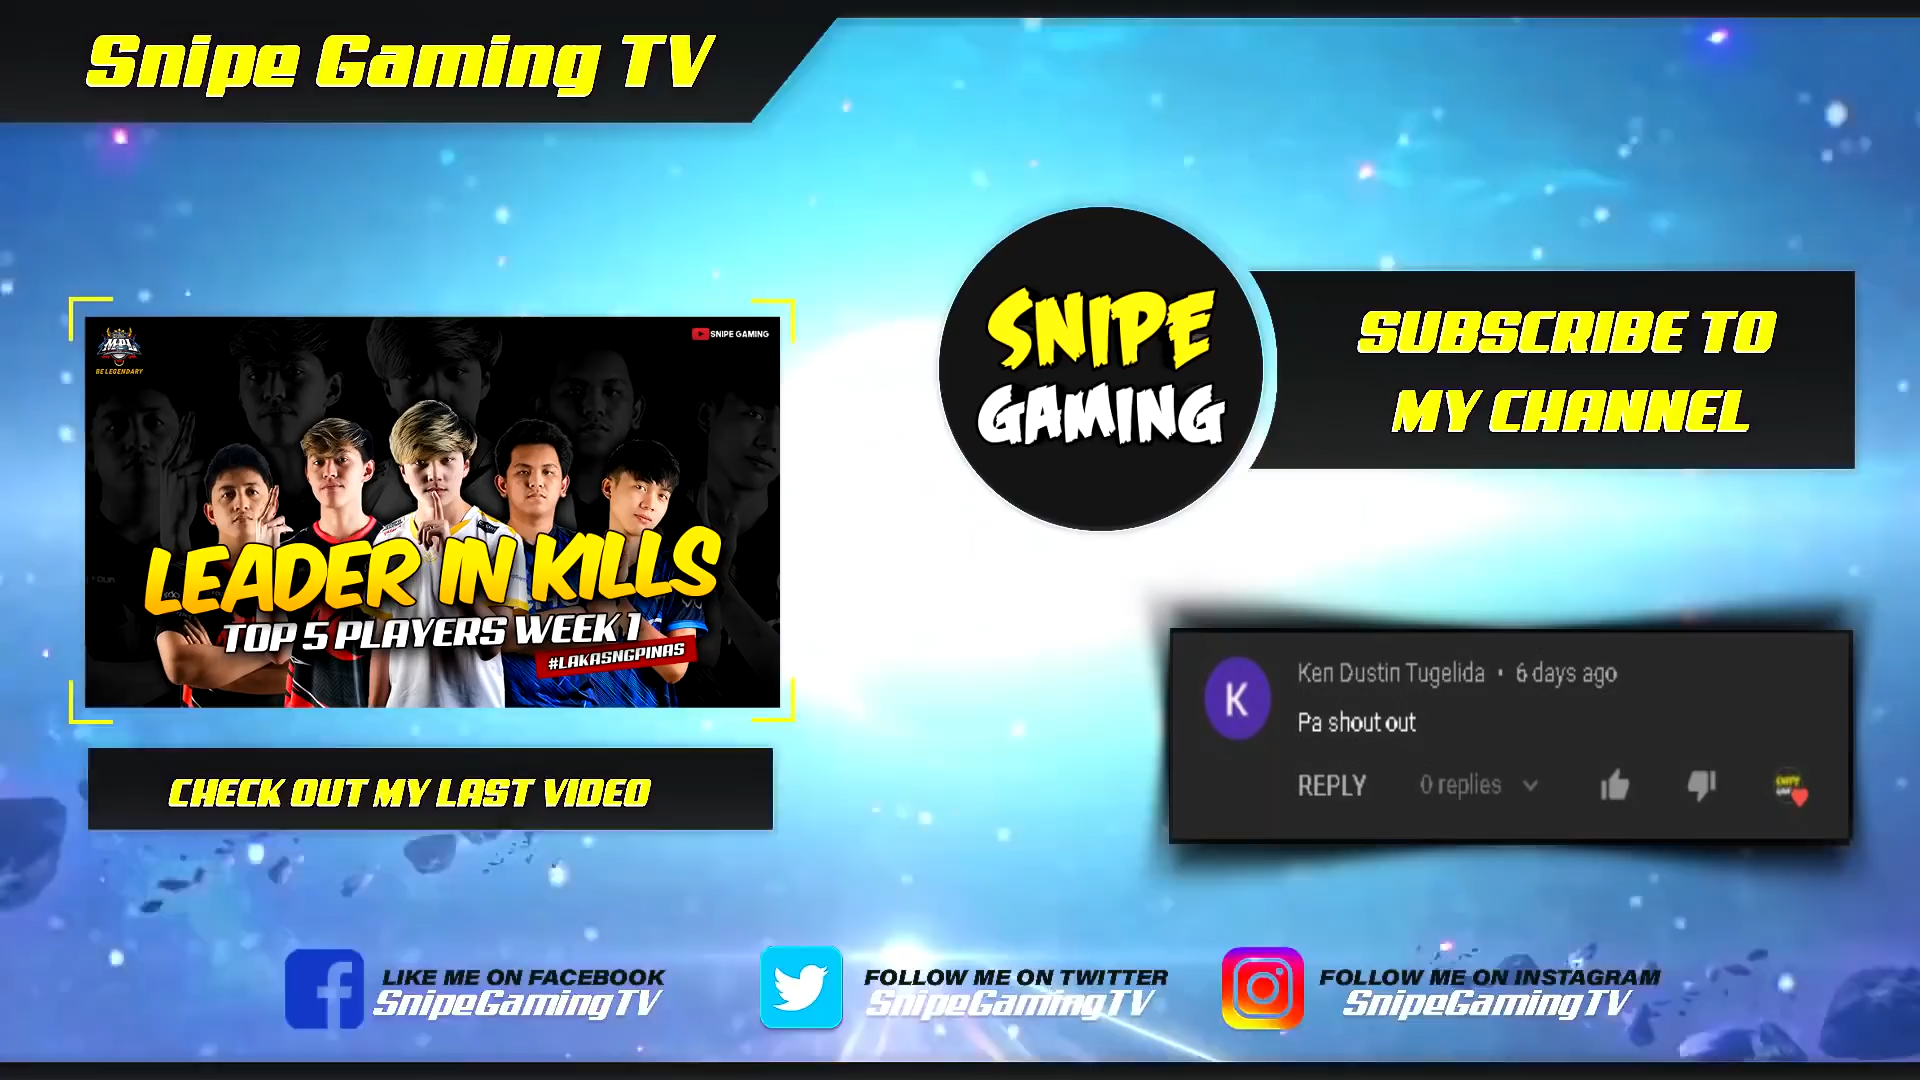 Snipe Gaming TV
MPL
BE LEGENDARY
SNIPE GAMING
LEADER IN KILLS
TOP 5 PLAYERS WEEK 1
#LAKASNGPINAS
CHECK OUT MY LAST VIDEO
SNIPE
GAMING
SUBSCRIBE TO
MY CHANNEL
K
Ken Dustin Tugelida • 6 days ago
Pa shout out
REPLY 0 replies
LIKE ME ON FACEBOOK
SnipeGamingTV
FOLLOW ME ON TWITTER
SnipeGamingTV
FOLLOW ME ON INSTAGRAM
SnipeGamingTV